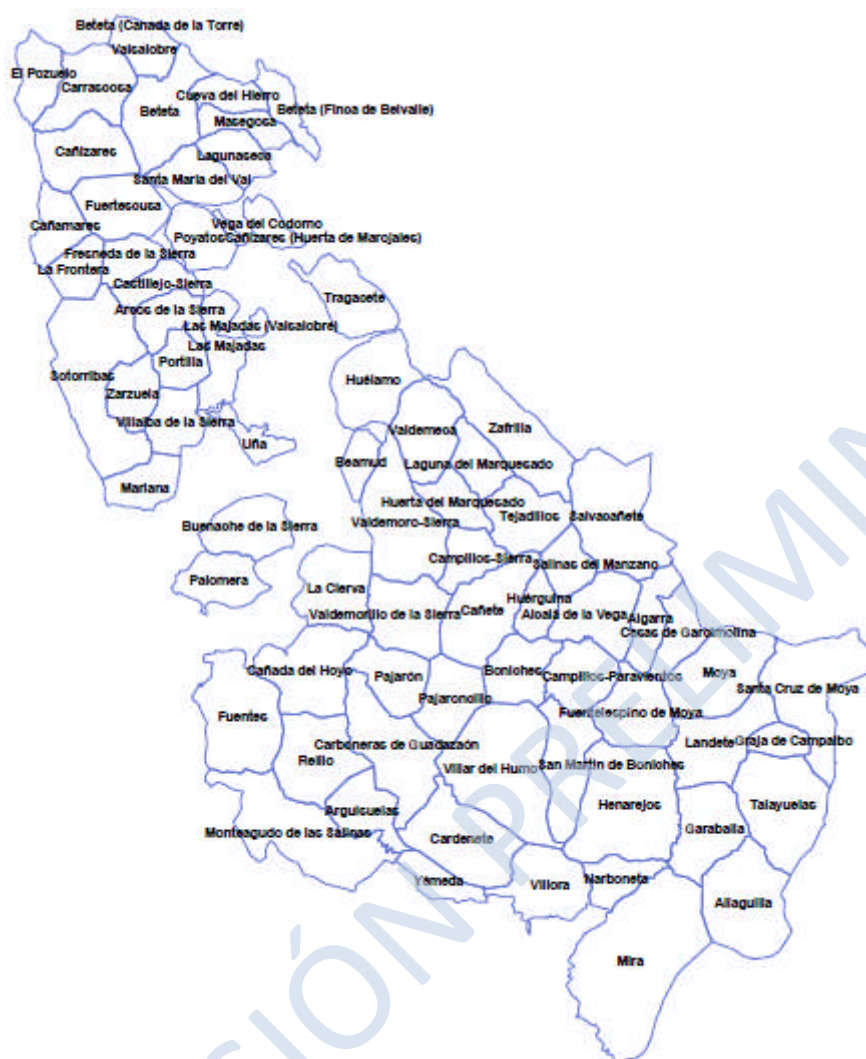 Beteta (Cañada de la Torre)
Valsalobre
El Pozuelo
Carrascosa
Cueva del Hierro
Beteta
Beteta (Finca de Belvalle)
Masegosa
Cañizares
Lagunaseca
Santa María del Val
Fuertescusa
Cañamares
Vega del Codorno
Poyatos
Cañizares (Huerta de Marojales)
Fresneda de la Sierra
La Frontera
Castillejo-Sierra
Tragacete
Arcos de la Sierra
Las Majadas (Valsalobre)
Las Majadas
Portilla
Sotorribas
Huélamo
Zarzuela
Villalba de la Sierra
Zafrilla
Valdemeca
Uña
Beamud
Laguna del Marquesado
Mariana
Huerta del Marquesado
Buenache de la Sierra
Valdemoro-Sierra
Tejadillos
Salvacañete
Campillos-Sierra
Salinas del Manzano
Palomera
La Cierva
Huérguina
Valdemorillo de la Sierra
Cañete
Alcalá de la Vega
Algarra
Casas de Garcimolina
Cañada del Hoyo
Pajarón
Boniches
Campillos-Paravientos
Moya
Pajaroncillo
Santa Cruz de Moya
Fuentes
Fuentelespino de Moya
Carboneras de Guadazaón
Landete
Graja de Campalbo
Reíllo
Villar del Humo
San Martín de Boniches
Henarejos
Talayuelas
Arguisuelas
Monteagudo de las Salinas
Cardenete
Garaballa
Yémeda
Víllora
Narboneta
Aliaguilla
Mira
SIÓN PRELIMIN